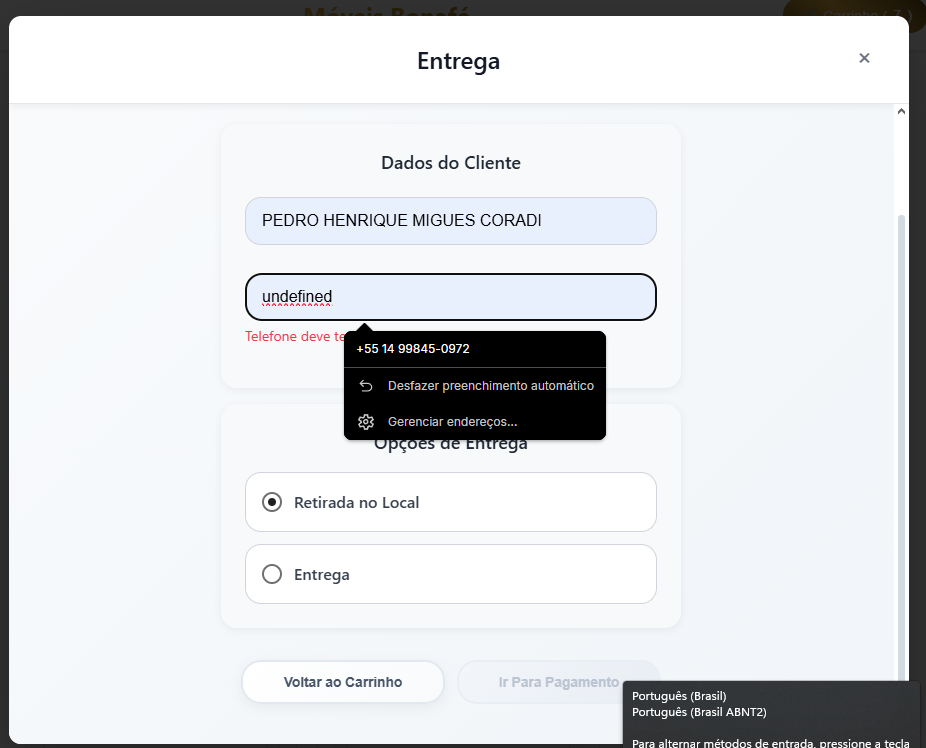 Entrega
×
Dados do Cliente
PEDRO HENRIQUE MIGUES CORADI
undefined
Telefone deve te
+55 14 99845-0972
Desfazer preenchimento automático
Gerenciar endereços...
Opções de Entrega
Retirada no Local
Entrega
Voltar ao Carrinho
Ir Para Pagamento
Português (Brasil)
Português (Brasil ABNT2)
Para alternar métodos de entrada, pressione a tecla